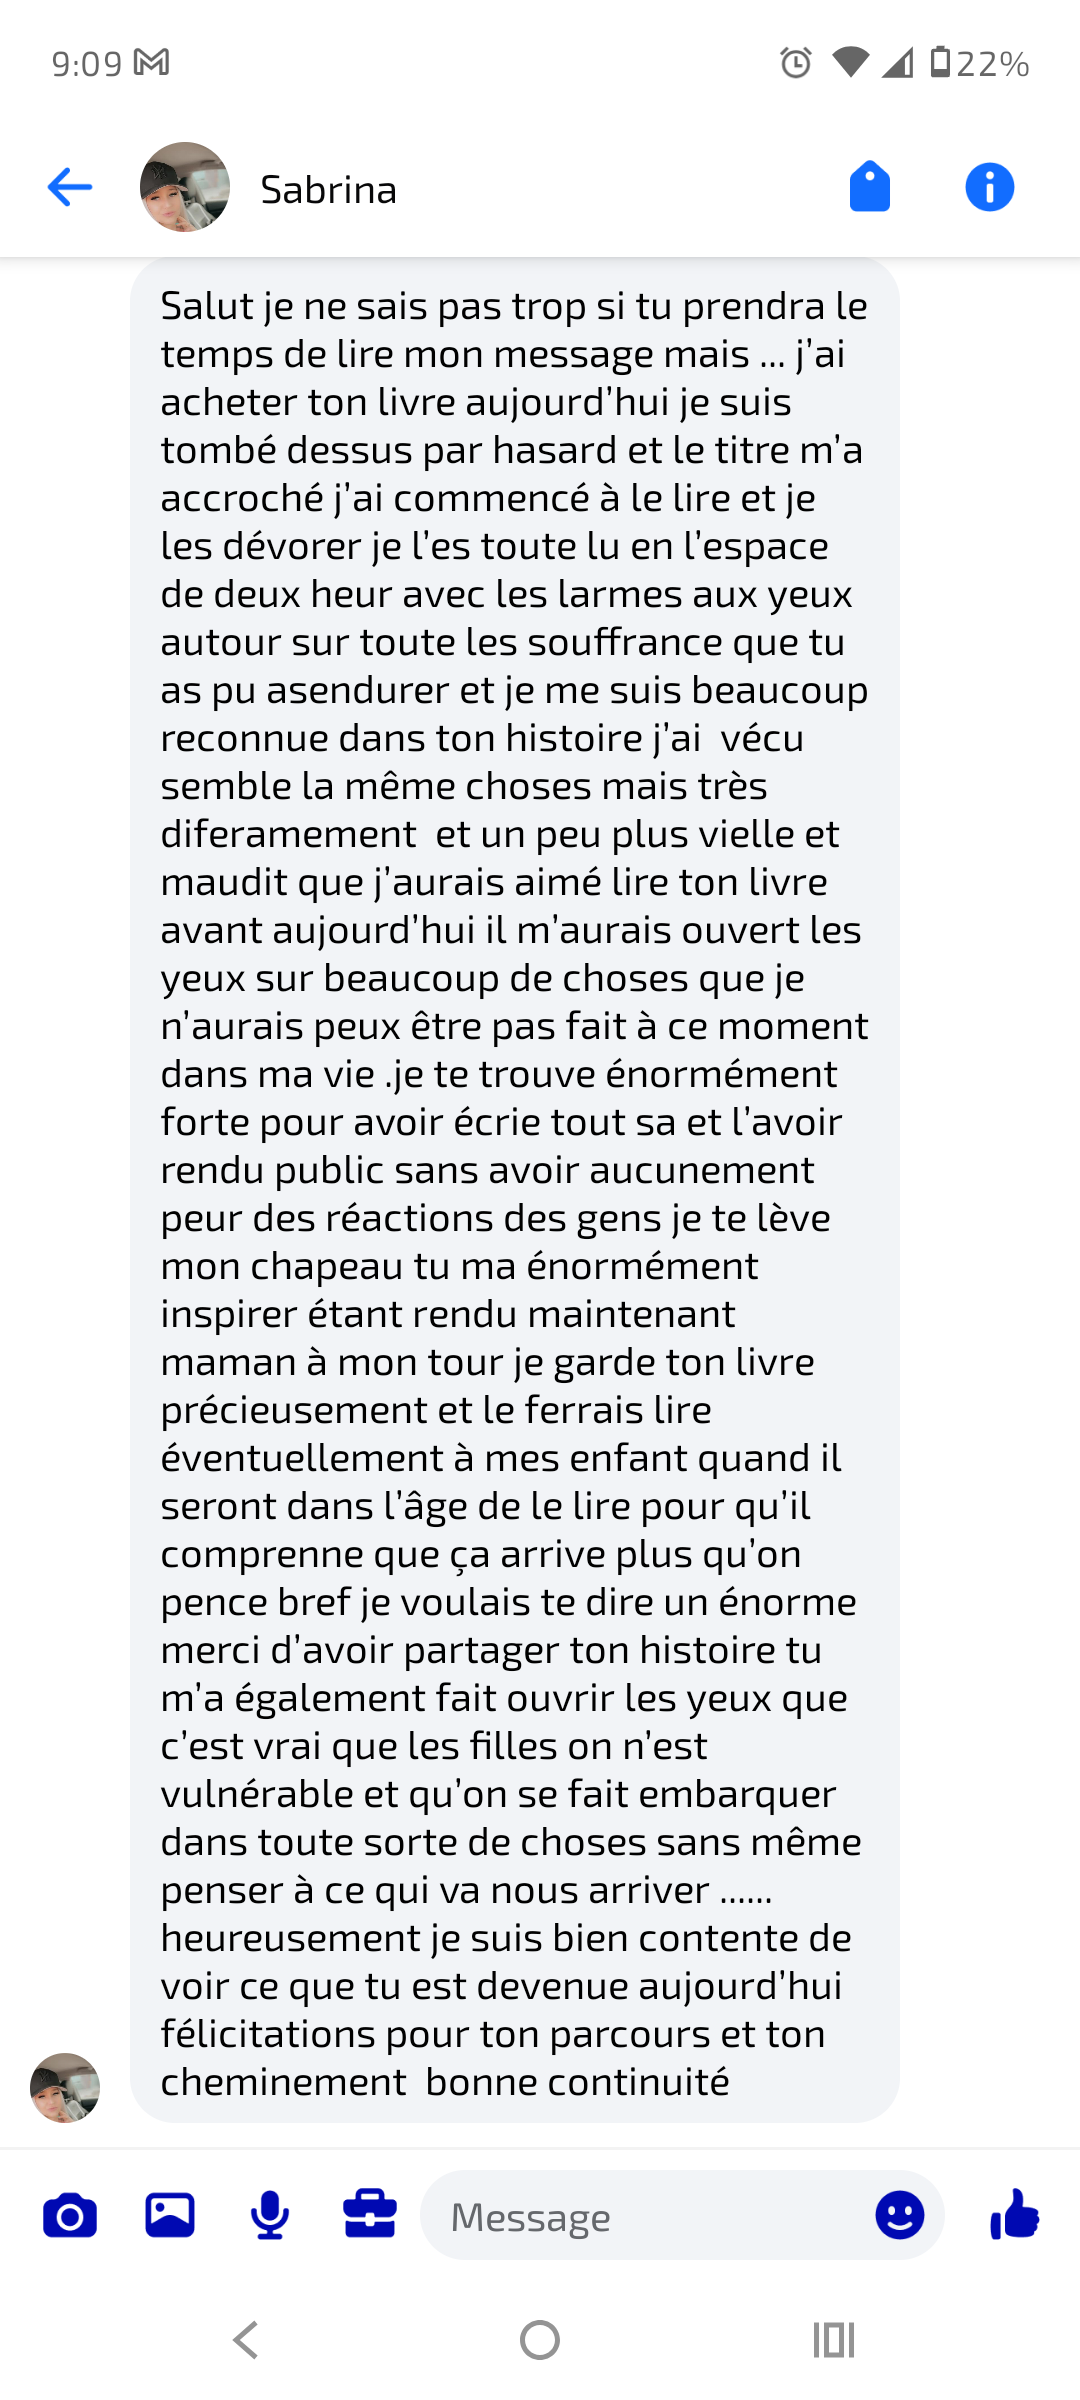 9:09
22%
Sabrina
Salut je ne sais pas trop si tu prendra le
temps de lire mon message mais ... j'ai
acheter ton livre aujourd'hui je suis
tombé dessus par hasard et le titre m'a
accroché j'ai commencé à le lire et je
les dévorer je l'es toute lu en l'espace
de deux heur avec les larmes aux yeux
autour sur toute les souffrance que tu
as pu asendurer et je me suis beaucoup
reconnue dans ton histoire j'ai  vécu
semble la même choses mais très
diferamement  et un peu plus vielle et
maudit que j'aurais aimé lire ton livre
avant aujourd'hui il m'aurais ouvert les
yeux sur beaucoup de choses que je
n'aurais peux être pas fait à ce moment
dans ma vie .je te trouve énormément
forte pour avoir écrie tout sa et l'avoir
rendu public sans avoir aucunement
peur des réactions des gens je te lève
mon chapeau tu ma énormément
inspirer étant rendu maintenant
maman à mon tour je garde ton livre
précieusement et le ferrais lire
éventuellement à mes enfant quand il
seront dans l'âge de le lire pour qu'il
comprenne que ça arrive plus qu'on
pence bref je voulais te dire un énorme
merci d'avoir partager ton histoire tu
m'a également fait ouvrir les yeux que
c'est vrai que les filles on n'est
vulnérable et qu'on se fait embarquer
dans toute sorte de choses sans même
penser à ce qui va nous arriver ......
heureusement je suis bien contente de
voir ce que tu est devenue aujourd'hui
félicitations pour ton parcours et ton
cheminement  bonne continuité
Message